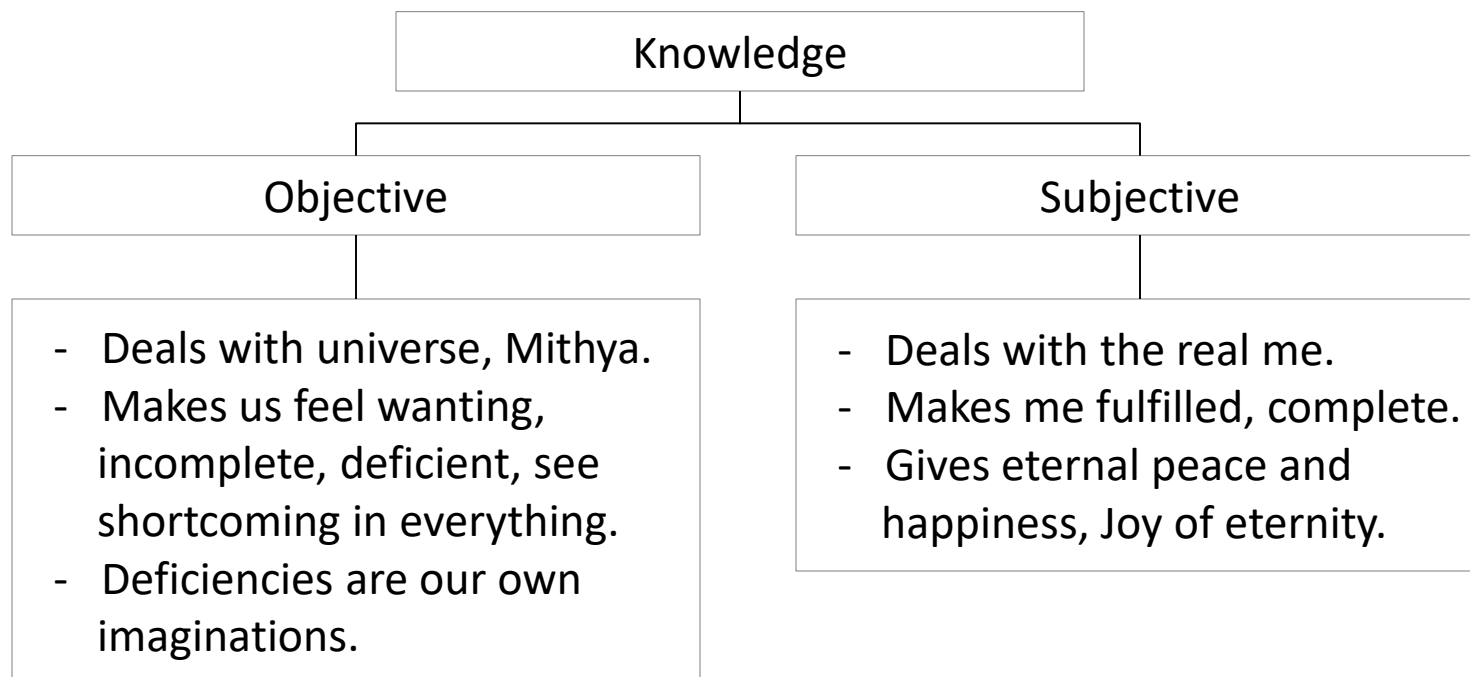 Knowledge
Objective
Subjective
- Deals with universe, Mithya.
- Makes us feel wanting,
incomplete, deficient, see
shortcoming in everything.
- Deficiencies are our own
imaginations.
- Deals with the real me.
- Makes me fulfilled, complete.
- Gives eternal peace and
happiness, Joy of eternity.